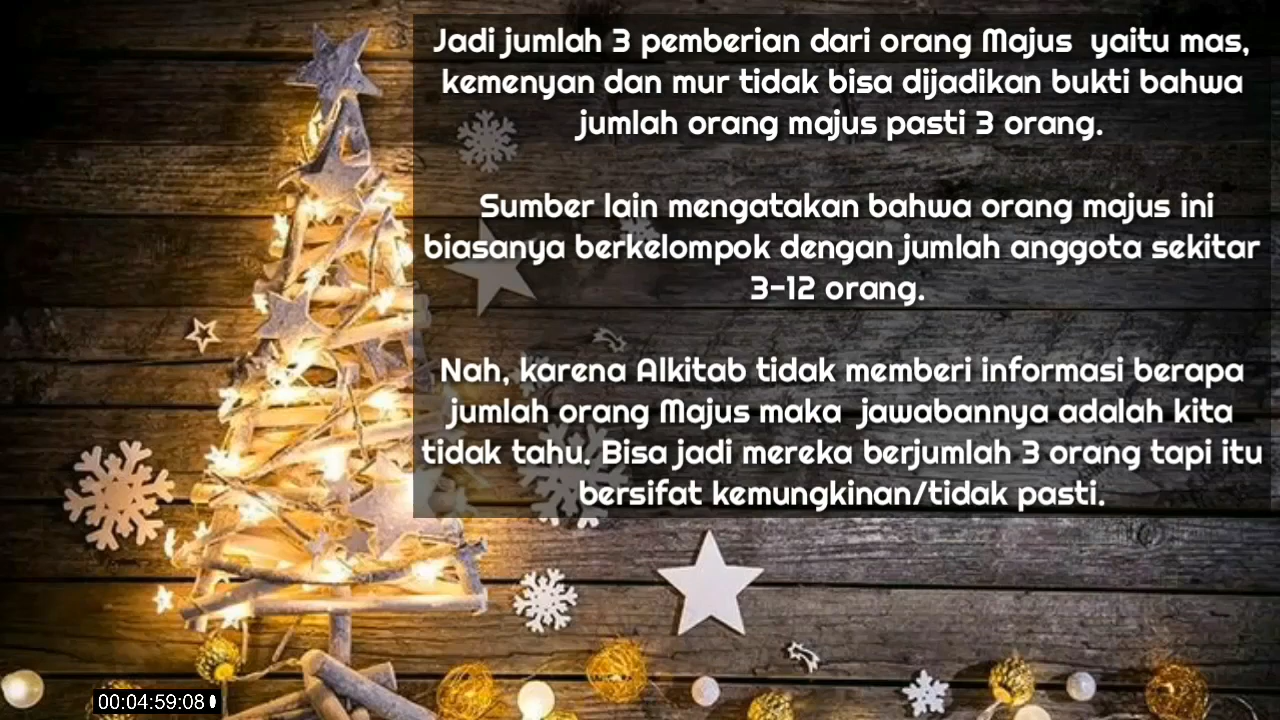 Jadi jumlah 3 pemberian dari orang Majus  yaitu mas,
kemenyan dan mur tidak bisa dijadikan bukti bahwa
jumlah orang majus pasti 3 orang.
Sumber lain mengatakan bahwa orang majus ini
biasanya berkelompok dengan jumlah anggota sekitar
3-12 orang.
Nah, karena Alkitab tidak memberi informasi berapa
jumlah orang Majus maka  jawabannya adalah kita
tidak tahu. Bisa jadi mereka berjumlah 3 orang tapi itu
bersifat kemungkinan/tidak pasti.
00:04:59:08